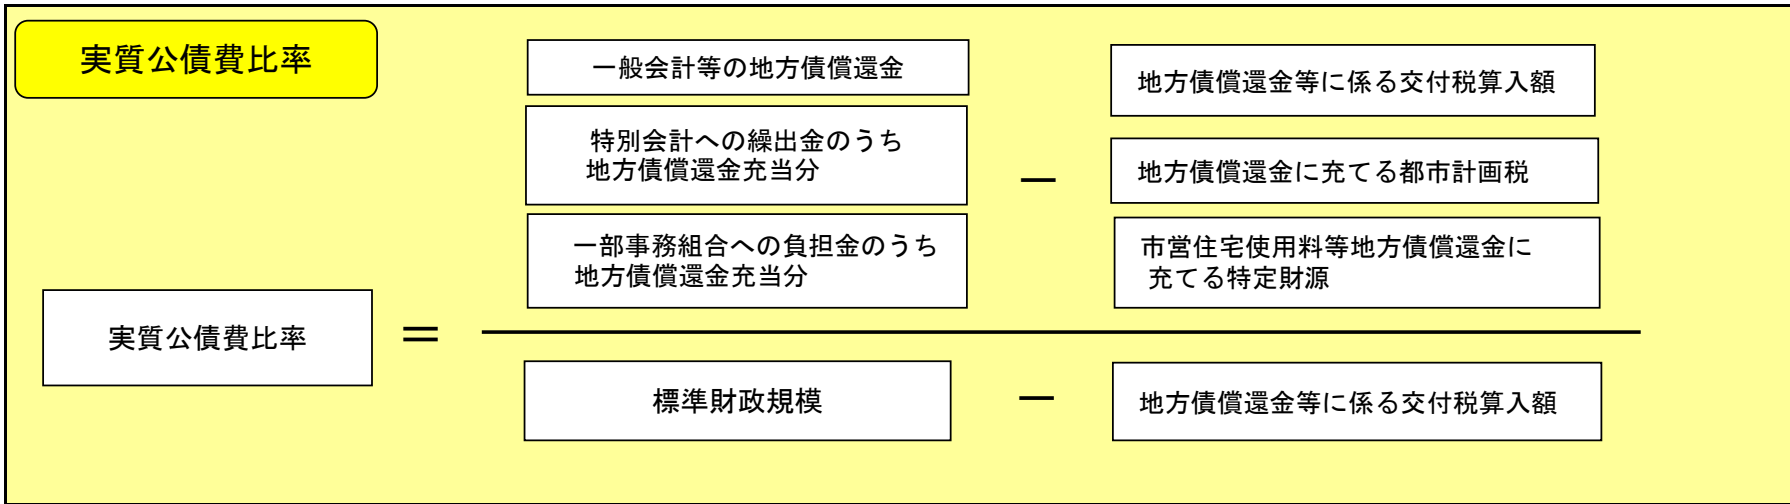 実質公債費比率
一般会計等の地方債償還金
特別会計への繰出金のうち
地方債償還金充当分
一部事務組合への負担金のうち
地方債償還金充当分
－
地方債償還金等に係る交付税算入額
地方債償還金に充てる都市計画税
市営住宅使用料等地方債償還金に
充てる特定財源
実質公債費比率
＝
標準財政規模
－
地方債償還金等に係る交付税算入額